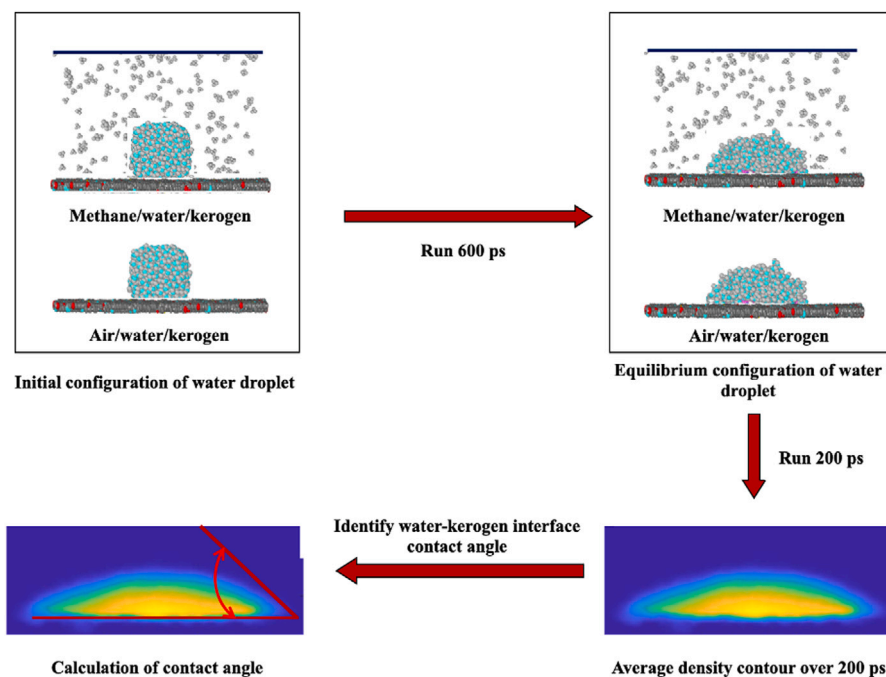 Methane/water/kerogen
Air/water/kerogen
Initial configuration of water droplet
Run 600 ps
Methane/water/kerogen
Air/water/kerogen
Equilibrium configuration of water
droplet
Run 200 ps
Identify water-kerogen interface
contact angle
Calculation of contact angle
Average density contour over 200 ps